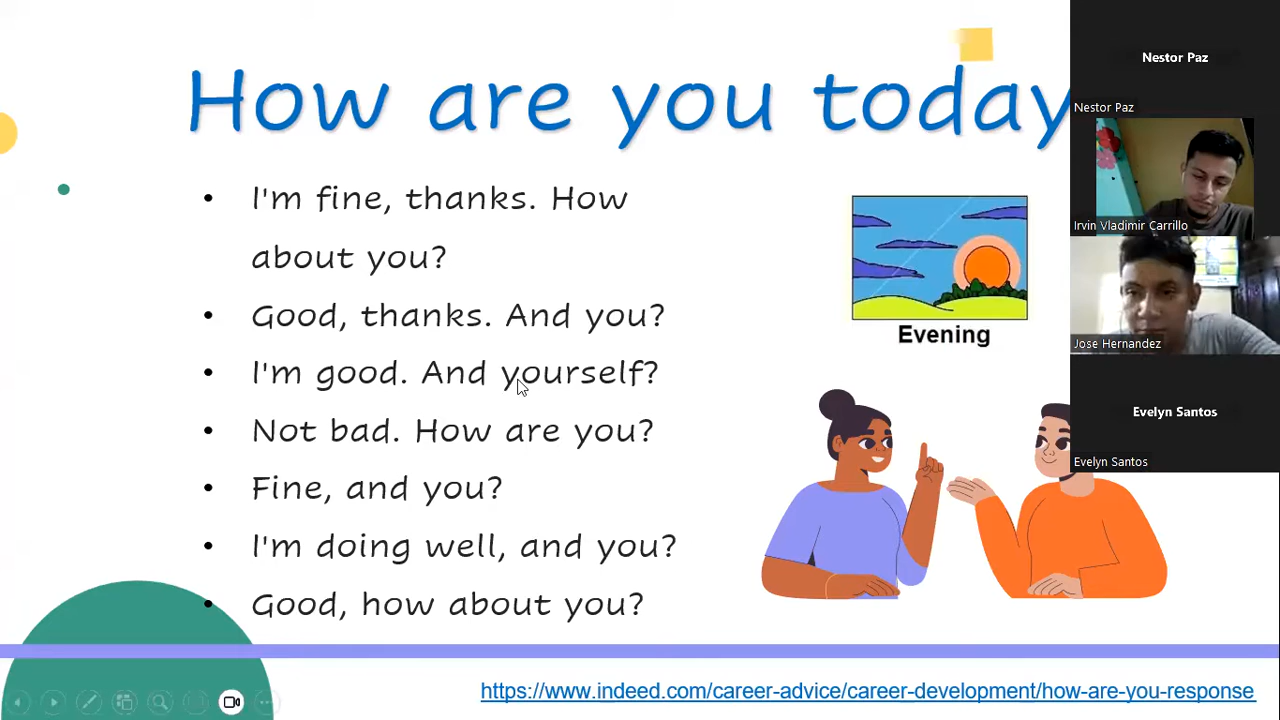 How are you today
I'm fine, thanks. How
about you?
Good, thanks. And you?
I'm good. And yourself?
Not bad. How are you?
Fine, and you?
I'm doing well, and you?
Good, how about you?
Evening
https://www.indeed.com/career-advice/career-development/how-are-you-response
Nestor Paz
Nestor Paz
Irvin Vladimir Carrillo
Jose Hernandez
Evelyn Santos
Evelyn Santos